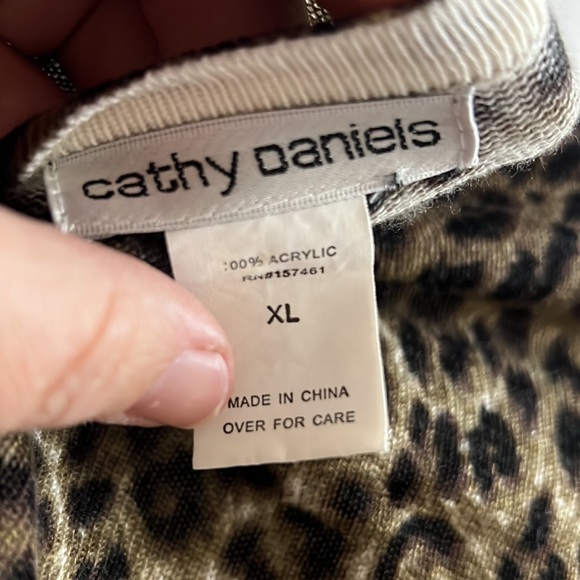 cathy Daniels
100% ACRYLIC
RN#157461
XL
MADE IN CHINA
OVER FOR CARE